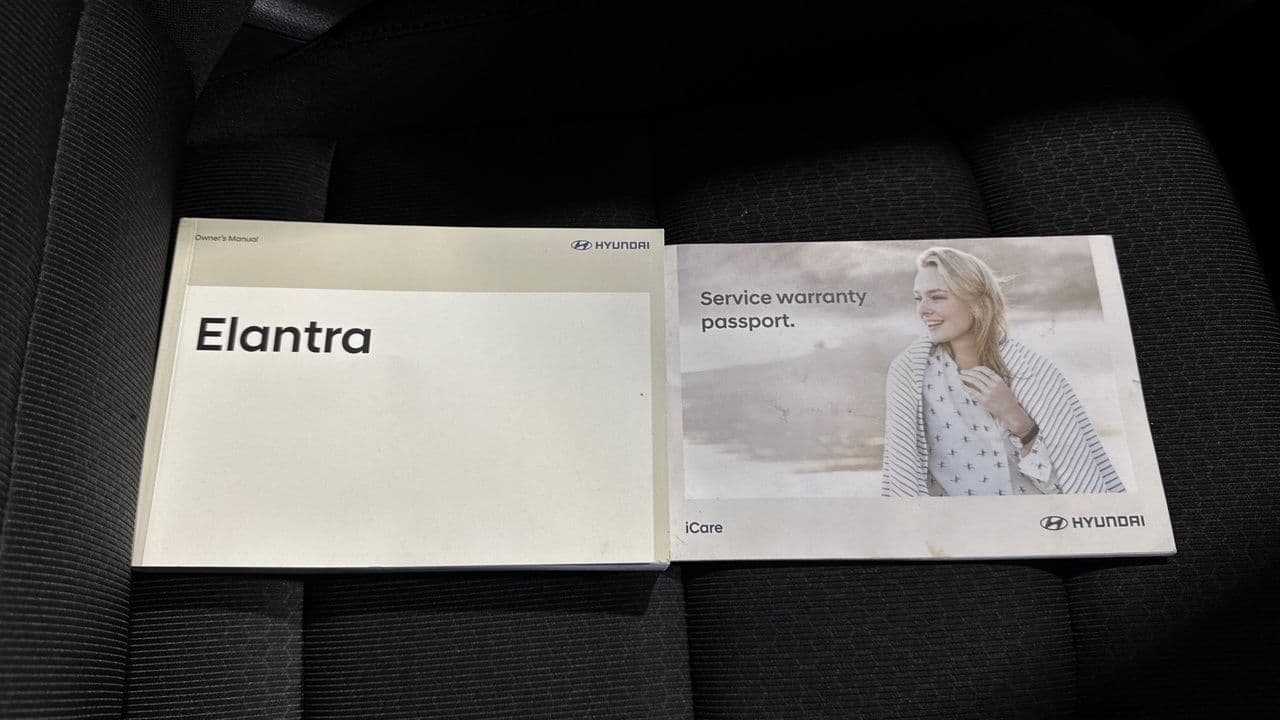 Owner's Manual
HYUNDAI
Elantra
Service warranty
passport.
iCare
HYUNDAI